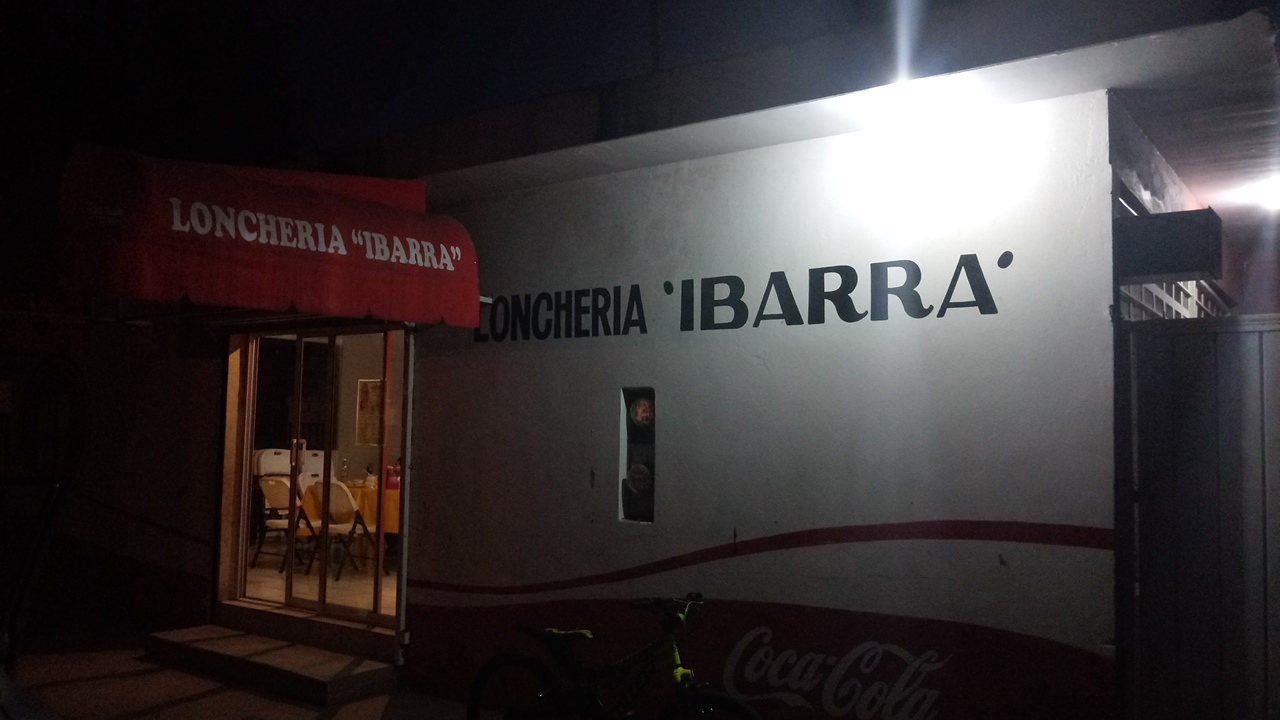 LONCHERIA “IBARRA”
LONCHERIA 'IBARRA'
Coca-Cola